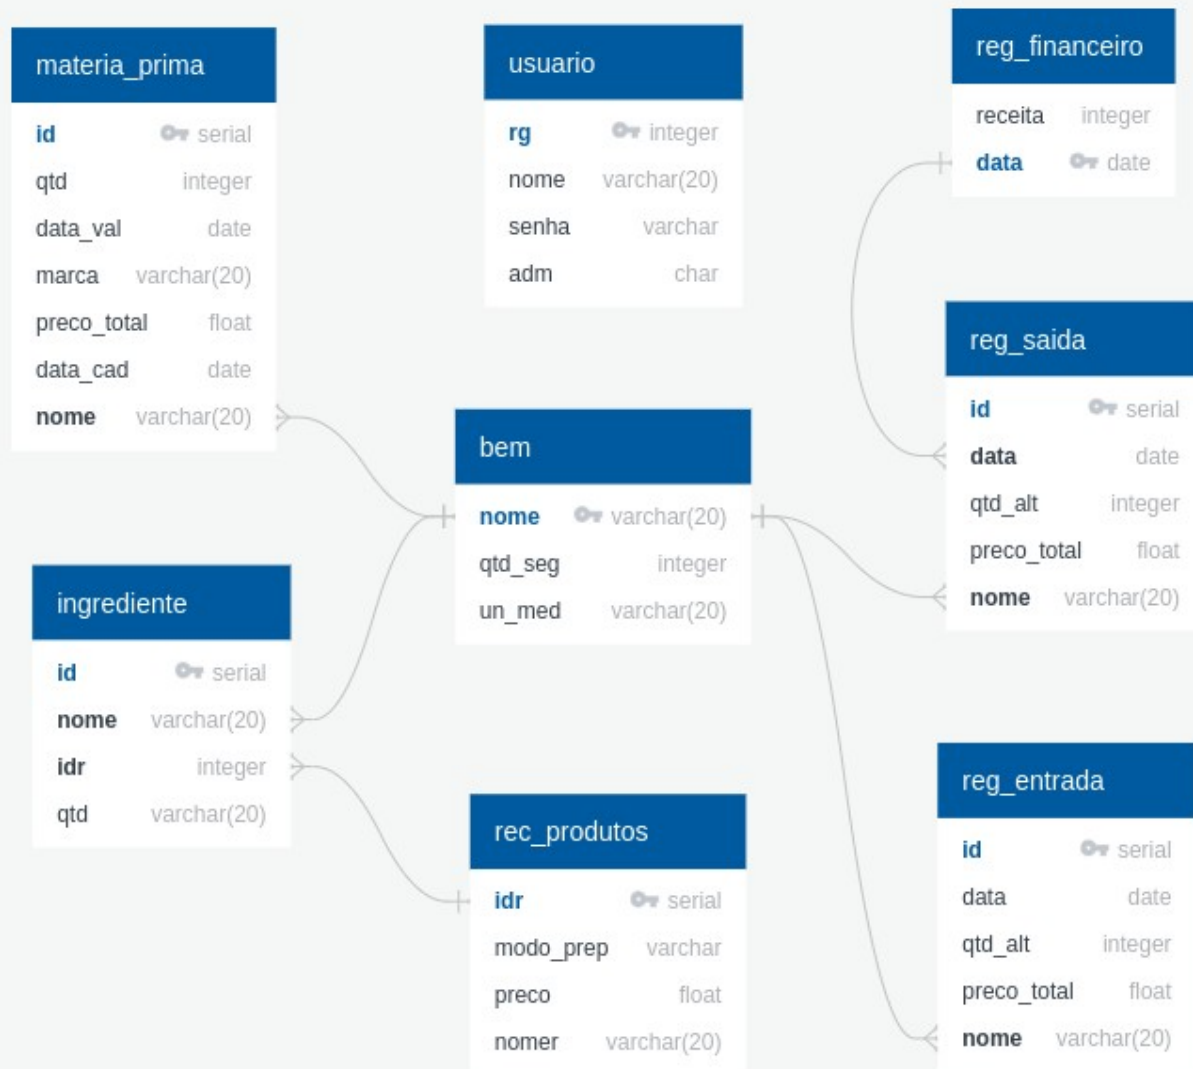 materia_prima
id serial
qtd integer
data_val date
marca varchar(20)
preco_total float
data_cad date
nome varchar(20)
usuario
rg integer
nome varchar(20)
senha varchar
adm char
reg_financeiro
receita integer
data date
reg_saida
id serial
data date
qtd_alt integer
preco_total float
nome varchar(20)
bem
nome varchar(20)
qtd_seg integer
un_med varchar(20)
ingrediente
id serial
nome varchar(20)
idr integer
qtd varchar(20)
rec_produtos
idr serial
modo_prep varchar
preco float
nomer varchar(20)
reg_entrada
id serial
data date
qtd_alt integer
preco_total float
nome varchar(20)